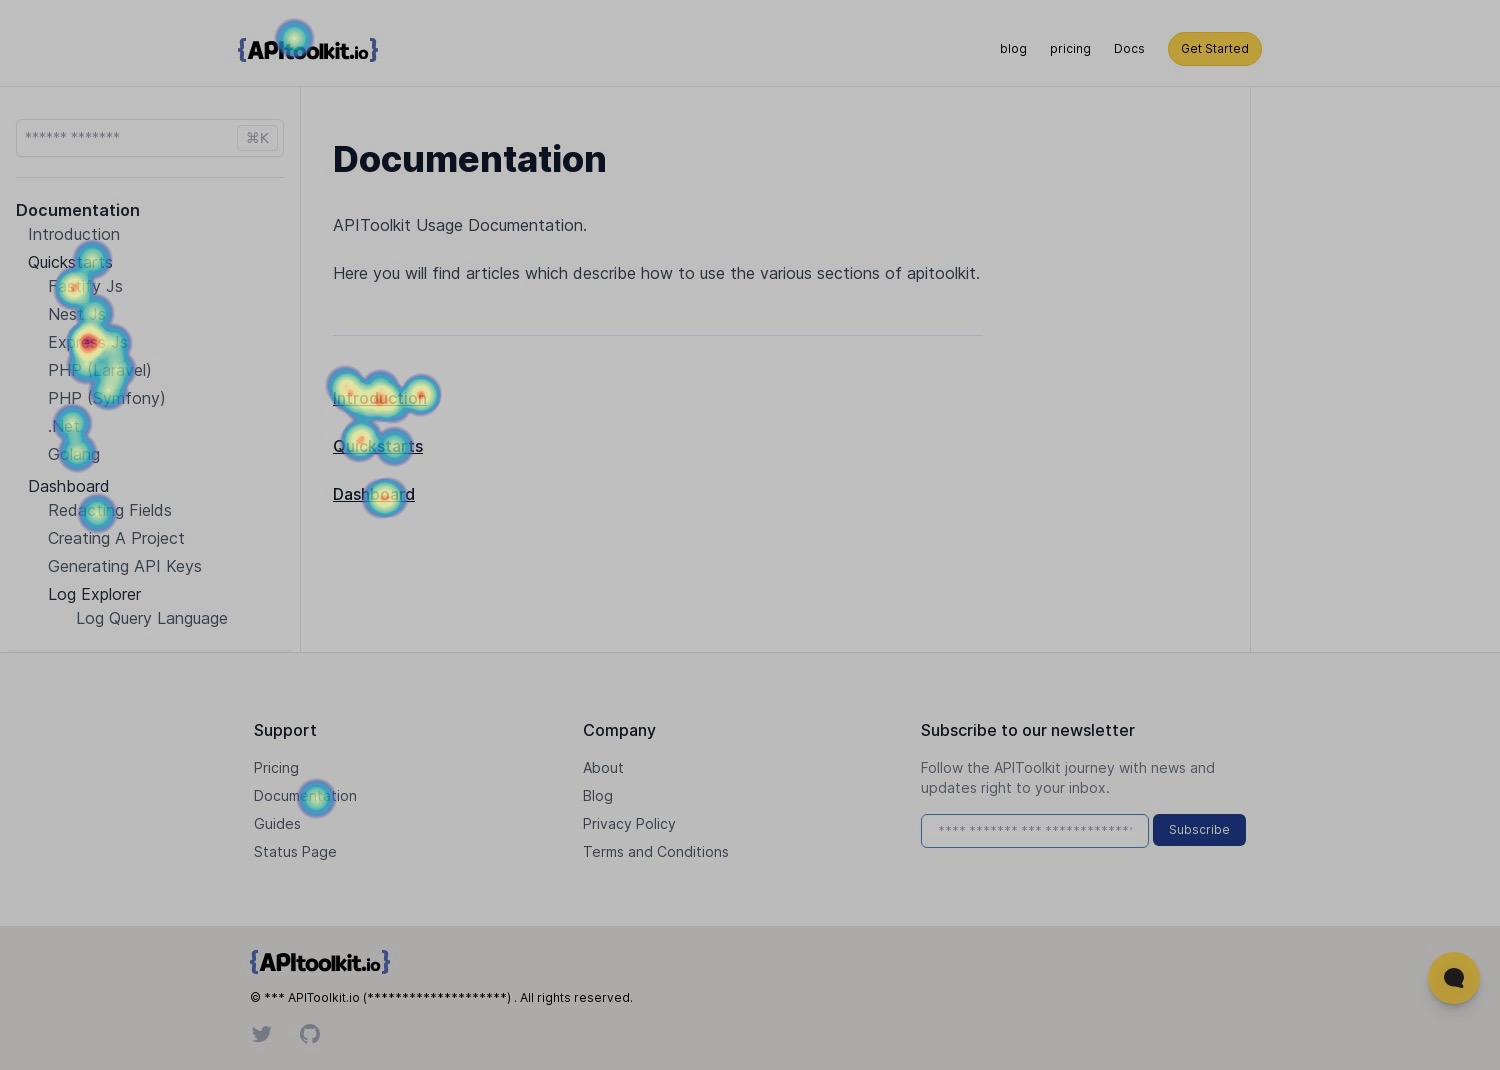 {APItoolkit.io}
blog
pricing
Docs
Get Started
****** *******
⌘K
Documentation
Introduction
Quickstarts
Fastify Js
Nest Js
Express Js
PHP (Laravel)
PHP (Symfony)
.Net
Golang
Dashboard
Redacting Fields
Creating A Project
Generating API Keys
Log Explorer
Log Query Language
Documentation
APIToolkit Usage Documentation.
Here you will find articles which describe how to use the various sections of apitoolkit.
Introduction
Quickstarts
Dashboard
Support
Pricing
Documentation
Guides
Status Page
Company
About
Blog
Privacy Policy
Terms and Conditions
Subscribe to our newsletter
Follow the APIToolkit journey with news and
updates right to your inbox.
**** ******* *** *************
Subscribe
{APItoolkit.io}
© *** APIToolkit.io (********************) . All rights reserved.